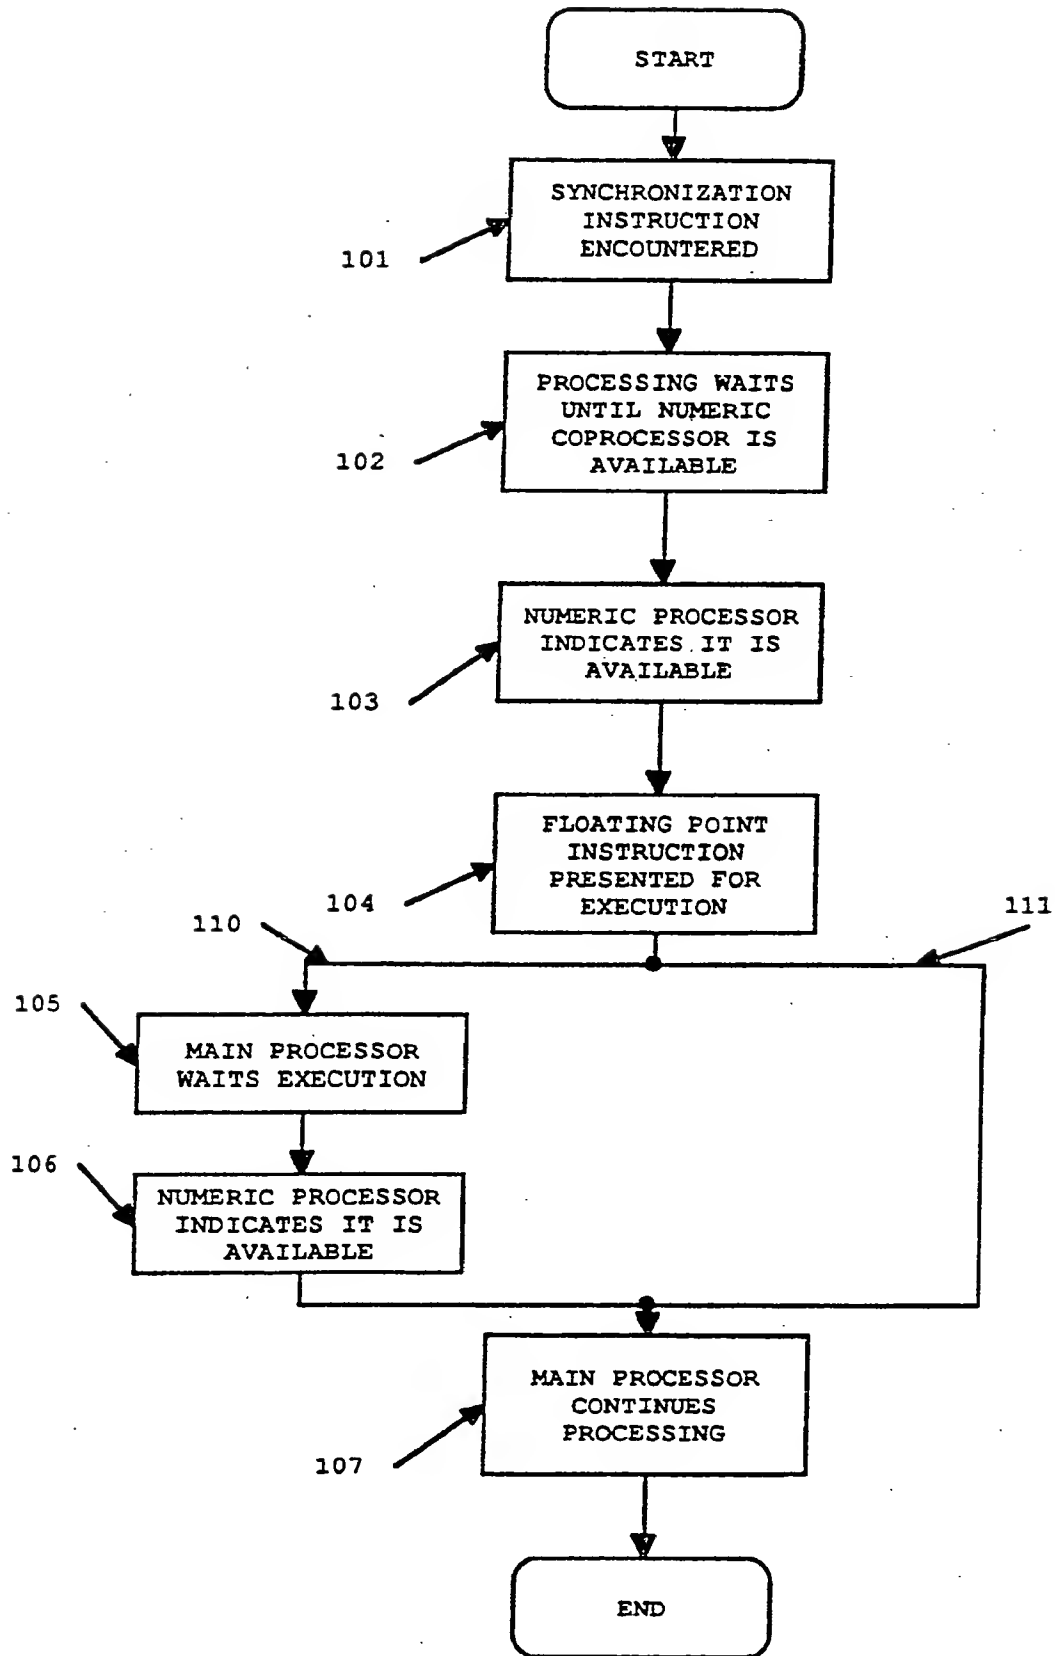 START
SYNCHRONIZATION
INSTRUCTION
ENCOUNTERED
101
PROCESSING WAITS
UNTIL NUMERIC
COPROCESSOR IS
AVAILABLE
102
NUMERIC PROCESSOR
INDICATES IT IS
AVAILABLE
103
FLOATING POINT
INSTRUCTION
PRESENTED FOR
EXECUTION
104
110
111
105
MAIN PROCESSOR
WAITS EXECUTION
106
NUMERIC PROCESSOR
INDICATES IT IS
AVAILABLE
MAIN PROCESSOR
CONTINUES
PROCESSING
107
END